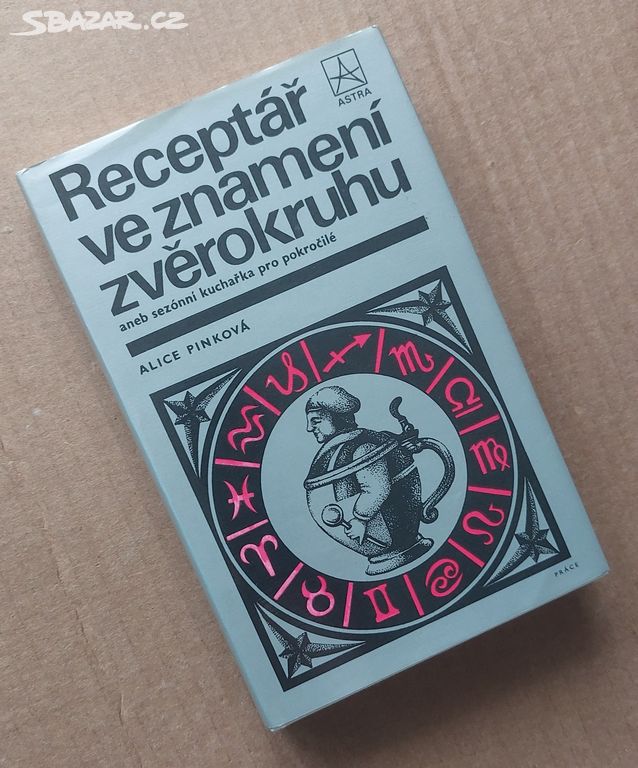 SBAZAR.CZ
ASTRA
Receptář
ve znamení
zvěrokruhu
aneb sezónní kuchařka pro pokročilé
ALICE PINKOVÁ
PRÁCE